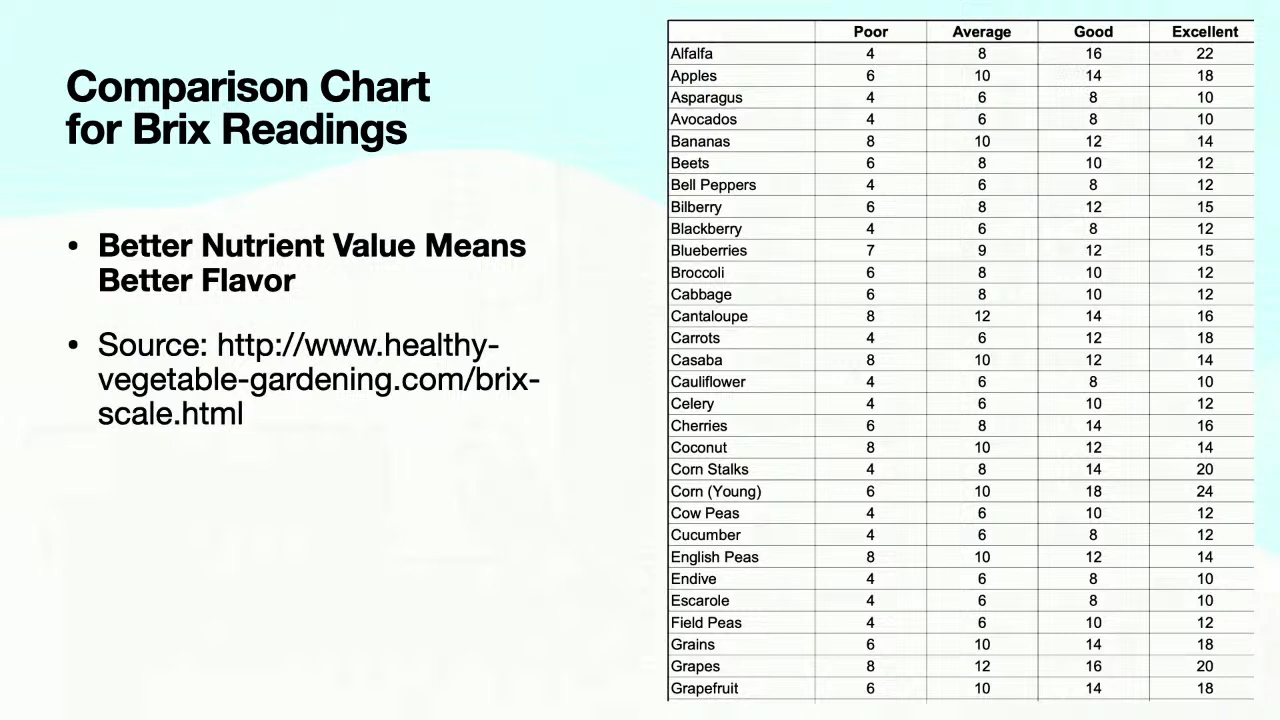 Comparison Chart
for Brix Readings
• Better Nutrient Value Means
Better Flavor
• Source: http://www.healthy-
vegetable-gardening.com/brix-
scale.html
Poor Average Good Excellent
Alfalfa 4 8 16 22
Apples 6 10 14 18
Asparagus 4 6 8 10
Avocados 4 6 8 10
Bananas 8 10 12 14
Beets 6 8 10 12
Bell Peppers 4 6 8 12
Bilberry 6 8 12 15
Blackberry 4 6 8 12
Blueberries 7 9 12 15
Broccoli 6 8 10 12
Cabbage 6 8 10 12
Cantaloupe 8 12 14 16
Carrots 4 6 12 18
Casaba 8 10 12 14
Cauliflower 4 6 8 10
Celery 4 6 10 12
Cherries 6 8 14 16
Coconut 8 10 12 14
Corn Stalks 4 8 14 20
Corn (Young) 6 10 18 24
Cow Peas 4 6 10 12
Cucumber 4 6 8 12
English Peas 8 10 12 14
Endive 4 6 8 10
Escarole 4 6 8 10
Field Peas 4 6 10 12
Grains 6 10 14 18
Grapes 8 12 16 20
Grapefruit 6 10 14 18